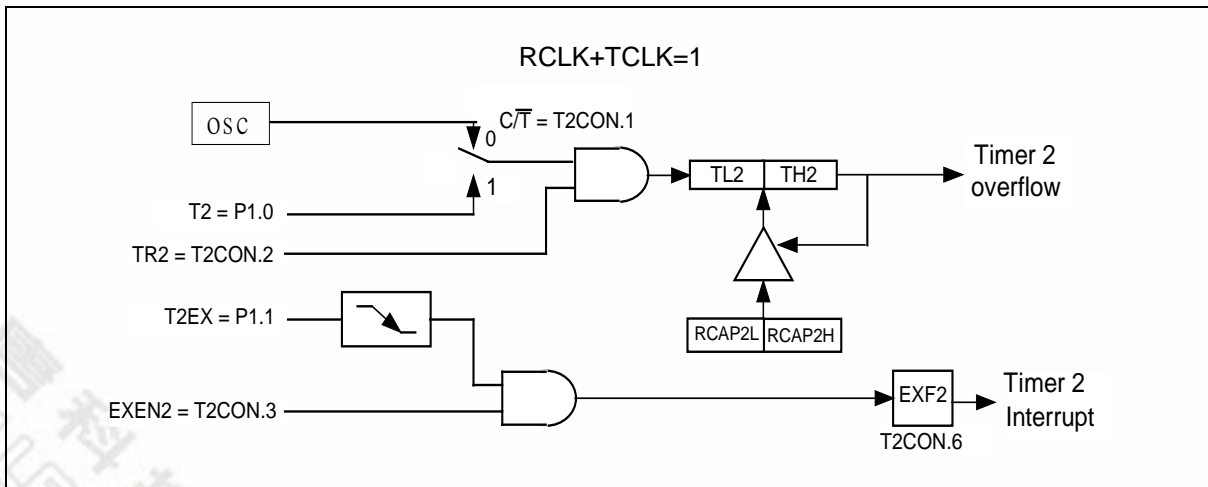 RCLK+TCLK=1
OSC
C/T̅ = T2CON.1
0
1
T2 = P1.0
TR2 = T2CON.2
TL2 TH2
Timer 2
overflow
T2EX = P1.1
RCAP2L RCAP2H
EXEN2 = T2CON.3
EXF2
T2CON.6
Timer 2
Interrupt